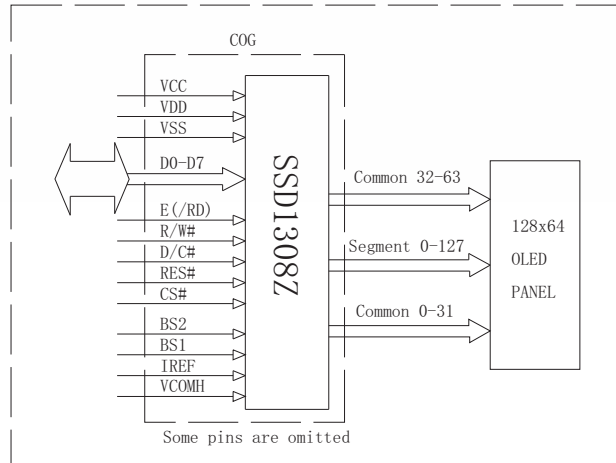 COG
VCC
VDD
VSS
D0-D7
E(/RD)
R/W#
D/C#
RES#
CS#
BS2
BS1
IREF
VCOMH
SSD1308Z
Common 32-63
Segment 0-127
Common 0-31
128x64
OLED
PANEL
Some pins are omitted